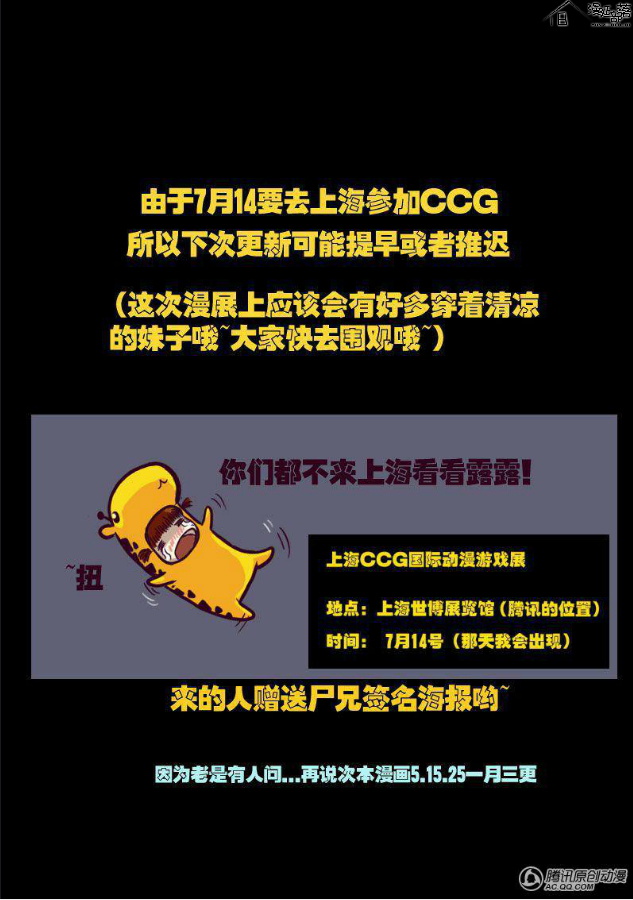 漫画部落
由于7月14要去上海参加CCG
所以下次更新可能提早或者推迟
（这次漫展上应该会有好多穿着清凉
的妹子哦~大家快去围观哦~）
你们都不来上海看看露露!
~扭
上海CCG国际动漫游戏展
地点：上海世博展览馆（腾讯的位置）
时间： 7月14号（那天我会出现）
来的人赠送尸兄签名海报哟~
因为老是有人问...再说次本漫画5.15.25一月三更
腾讯原创动漫
AC.QQ.COM